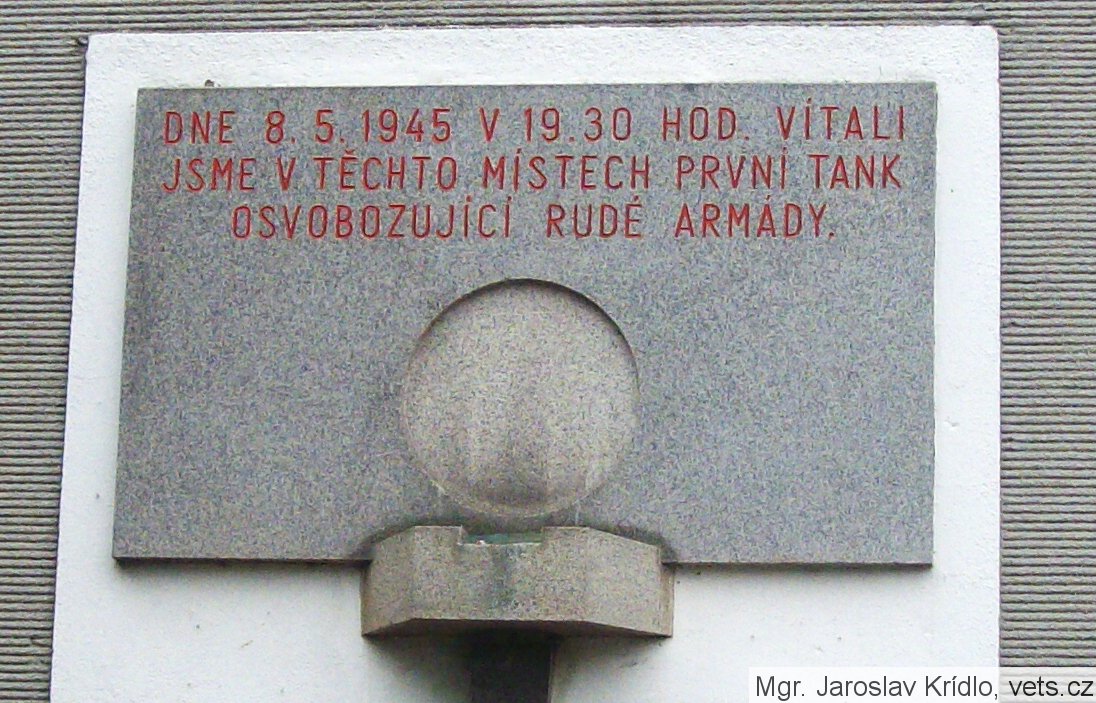 DNE 8. 5. 1945 V 19.30 HOD. VÍTALI
JSME V TĚCHTO MÍSTECH PRVNÍ TANK
OSVOBOZUJÍCÍ RUDÉ ARMÁDY.
Mgr. Jaroslav Krídlo, vets.cz